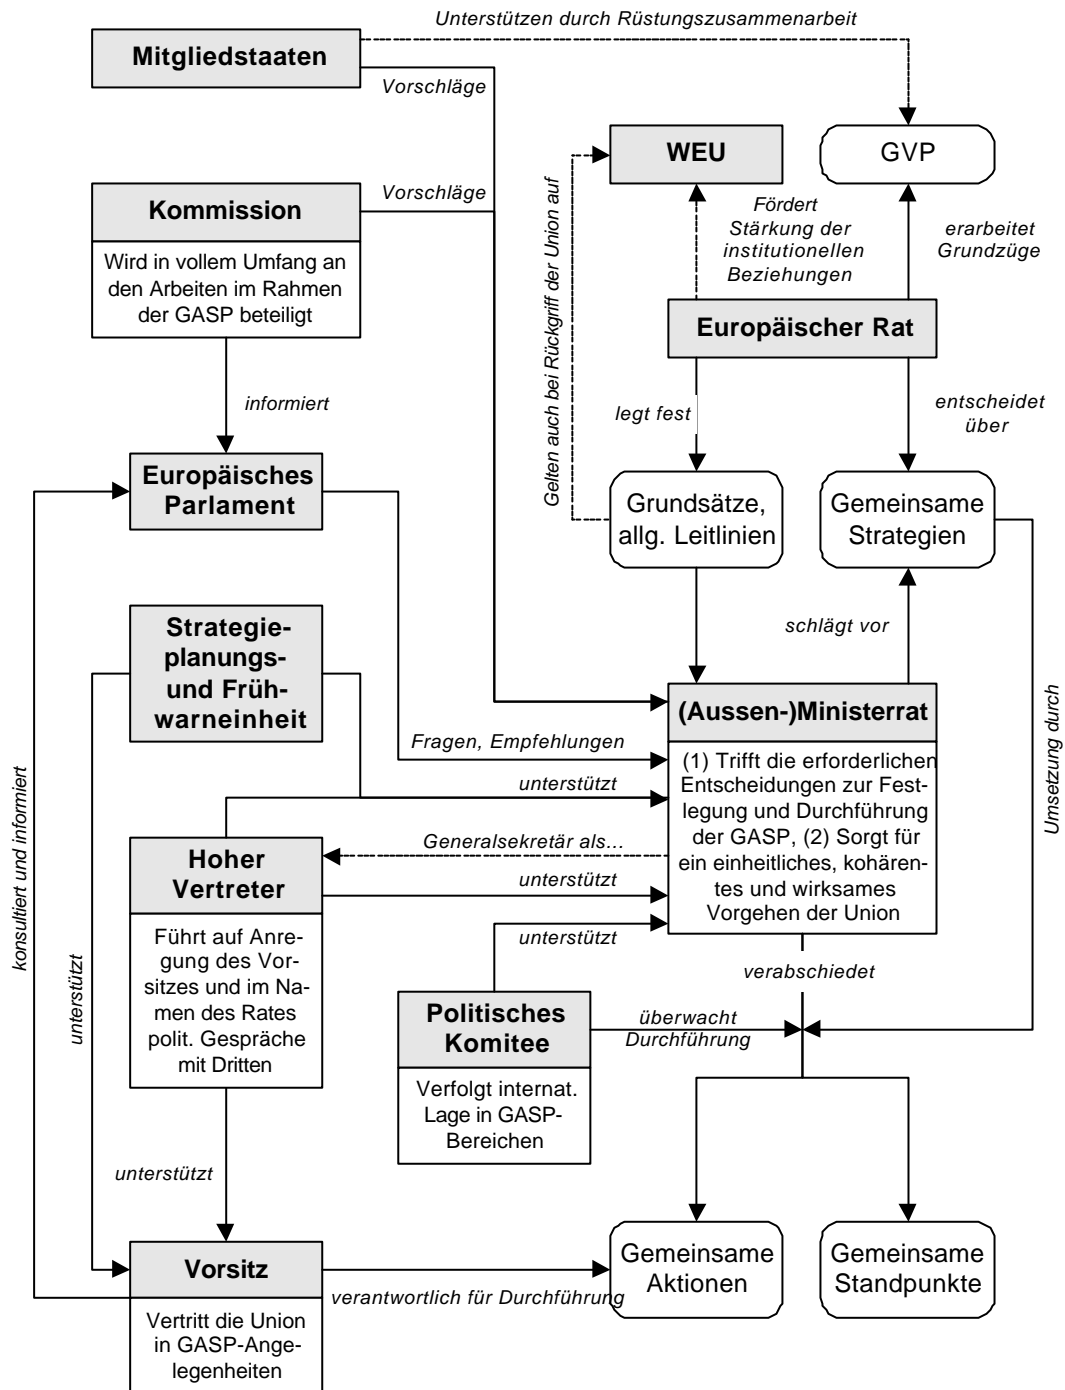 Unterstützen durch Rüstungszusammenarbeit
Mitgliedstaaten
Vorschläge
WEU
GVP
Kommission
Vorschläge
Wird in vollem Umfang an
den Arbeiten im Rahmen
der GASP beteiligt
Gelten auch bei Rückgriff der Union auf
Fördert
Stärkung der
institutionellen
Beziehungen
erarbeitet
Grundzüge
Europäischer Rat
informiert
legt fest
entscheidet
über
Europäisches
Parlament
Grundsätze,
allg. Leitlinien
Gemeinsame
Strategien
Strategie-
planungs-
und Früh-
warneinheit
schlägt vor
(Aussen-)Ministerrat
(1) Trifft die erforderlichen
Entscheidungen zur Fest-
legung und Durchführung
der GASP, (2) Sorgt für
ein einheitliches, kohären-
tes und wirksames
Vorgehen der Union
Fragen, Empfehlungen
unterstützt
Generalsekretär als...
unterstützt
unterstützt
Umsetzung durch
konsultiert und informiert
unterstützt
Hoher
Vertreter
Führt auf Anre-
gung des Vor-
sitzes und im Na-
men des Rates
polit. Gespräche
mit Dritten
verabschiedet
Politisches
Komitee
Verfolgt internat.
Lage in GASP-
Bereichen
überwacht
Durchführung
unterstützt
Vorsitz
Vertritt die Union
in GASP-Ange-
legenheiten
verantwortlich für Durchführung
Gemeinsame
Aktionen
Gemeinsame
Standpunkte